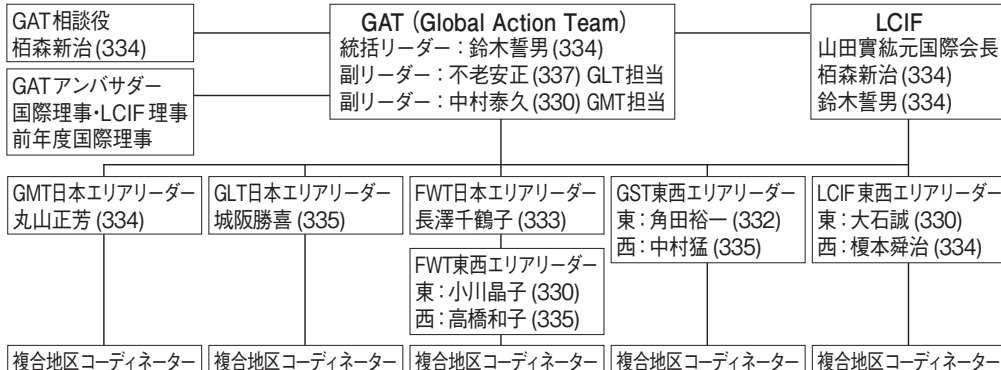 GAT相談役
栢森新治(334)
GATアンバサダー
国際理事・LCIF理事
前年度国際理事
GAT (Global Action Team)
統括リーダー：鈴木誓男(334)
副リーダー：不老安正(337) GLT担当
副リーダー：中村泰久(330) GMT担当
LCIF
山田實紘元国際会長
栢森新治(334)
鈴木誓男(334)
GMT日本エリアリーダー
丸山正芳(334)
GLT日本エリアリーダー
城阪勝喜(335)
FWT日本エリアリーダー
長澤千鶴子(333)
FWT東西エリアリーダー
東：小川晶子(330)
西：高橋和子(335)
GST東西エリアリーダー
東：角田裕一(332)
西：中村猛(335)
LCIF東西エリアリーダー
東：大石誠(330)
西：榎本舜治(334)
複合地区コーディネーター
複合地区コーディネーター
複合地区コーディネーター
複合地区コーディネーター
複合地区コーディネーター